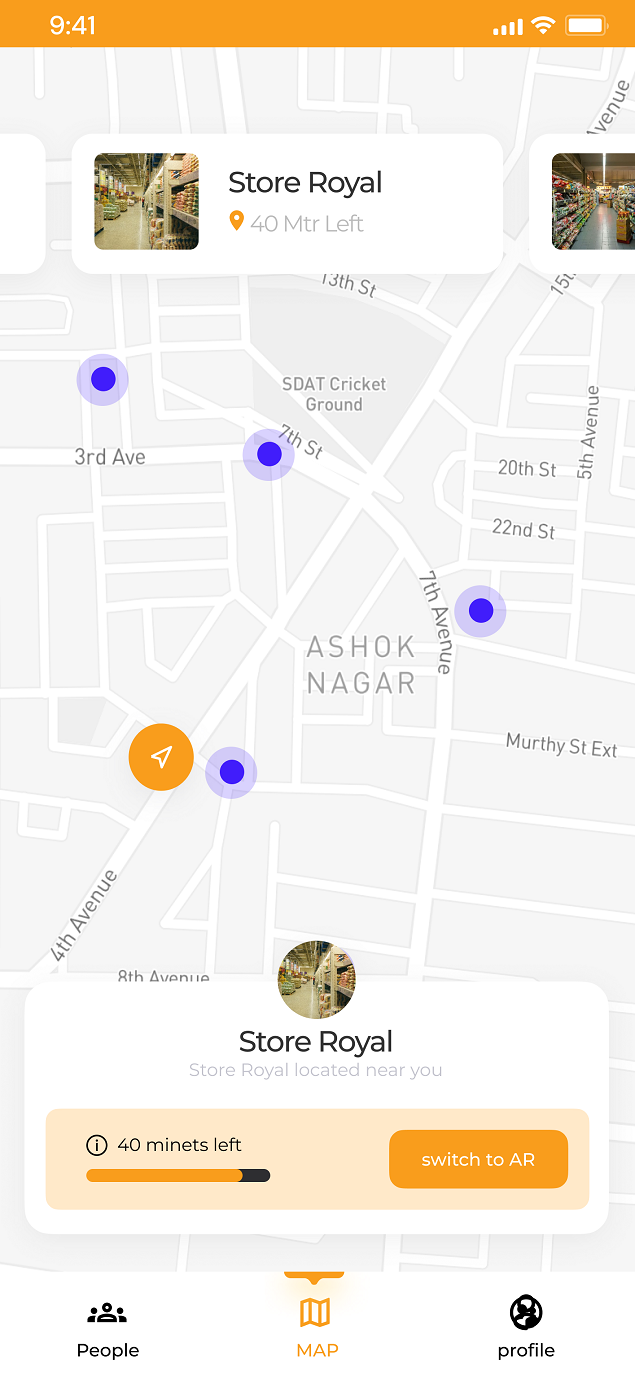 9:41
Avenue
Store Royal
40 Mtr Left
13th St
15t
SDAT Cricket
Ground
7th St
3rd Ave
5th Avenue
20th St
22nd St
7th Avenue
ASHOK
NAGAR
Murthy St Ext
4th Avenue
8th Avenue
Store Royal
Store Royal located near you
40 minets left
switch to AR
People
MAP
profile